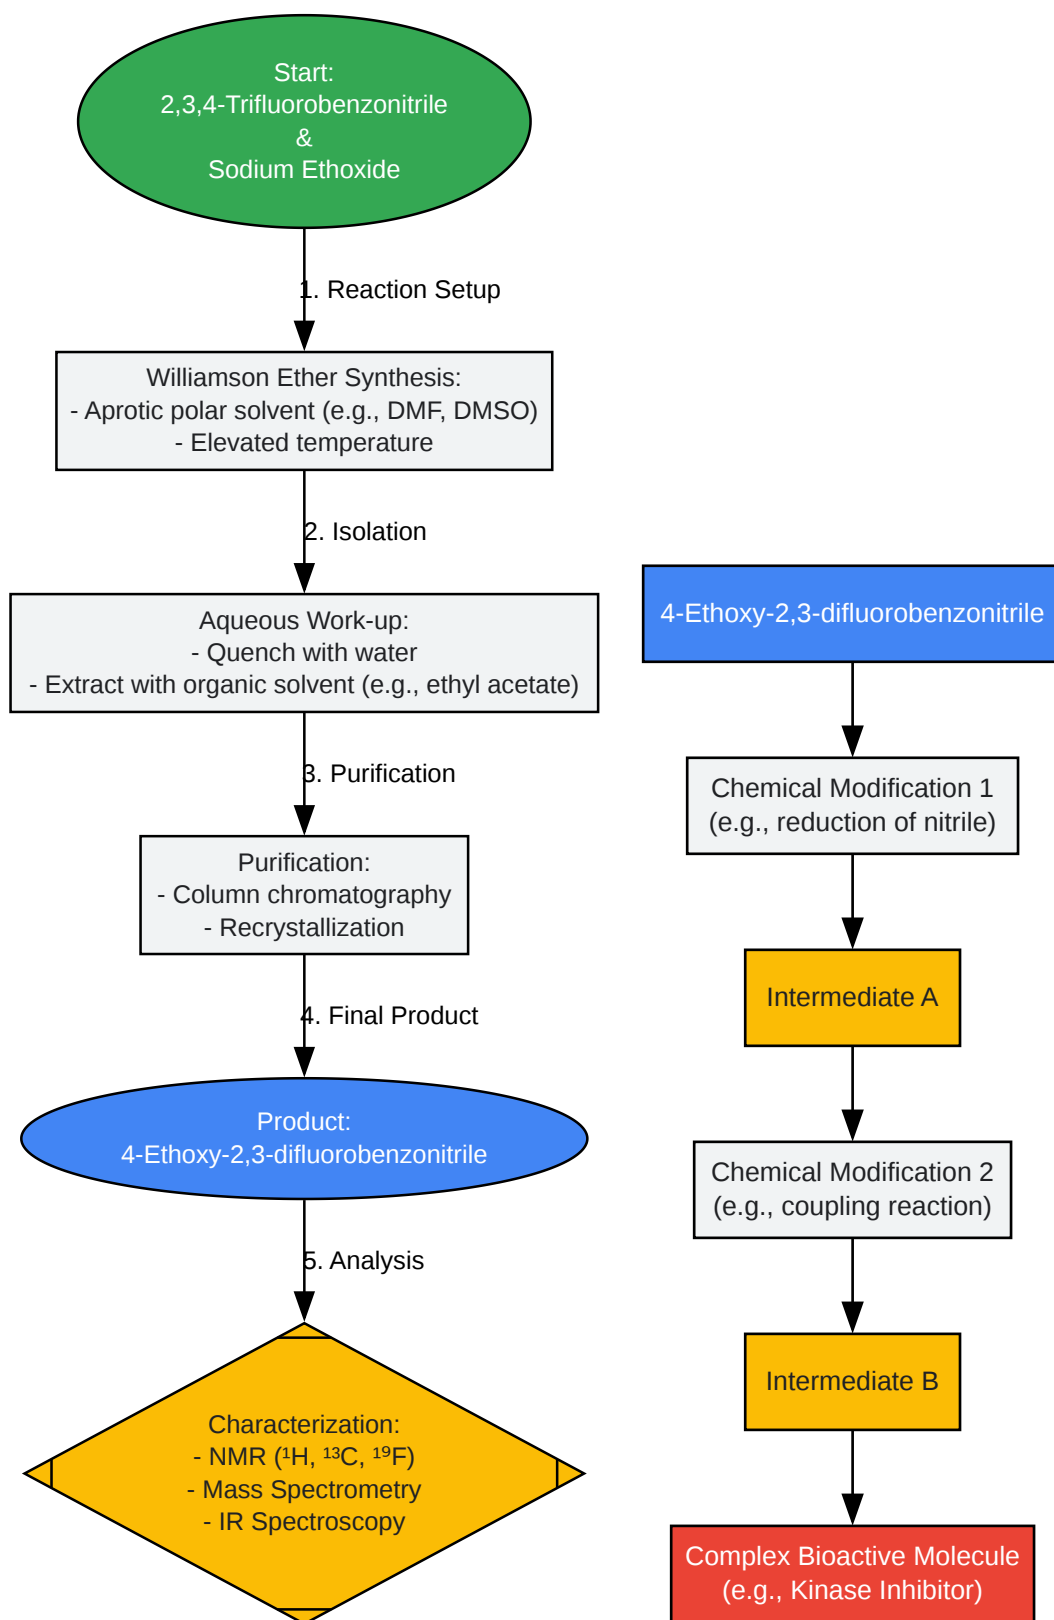 Start:
2,3,4-Trifluorobenzonitrile
&
Sodium Ethoxide
1. Reaction Setup
Williamson Ether Synthesis:
- Aprotic polar solvent (e.g., DMF, DMSO)
- Elevated temperature
2. Isolation
Aqueous Work-up:
- Quench with water
- Extract with organic solvent (e.g., ethyl acetate)
3. Purification
Purification:
- Column chromatography
- Recrystallization
4. Final Product
Product:
4-Ethoxy-2,3-difluorobenzonitrile
5. Analysis
Characterization:
- NMR (¹H, ¹³C, ¹⁹F)
- Mass Spectrometry
- IR Spectroscopy
4-Ethoxy-2,3-difluorobenzonitrile
Chemical Modification 1
(e.g., reduction of nitrile)
Intermediate A
Chemical Modification 2
(e.g., coupling reaction)
Intermediate B
Complex Bioactive Molecule
(e.g., Kinase Inhibitor)